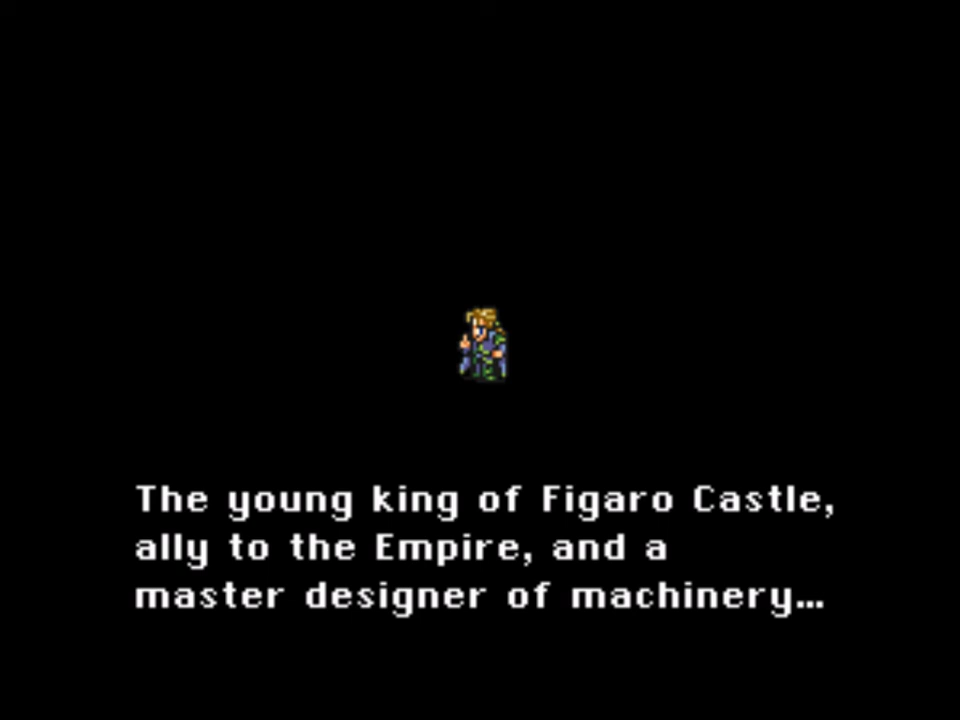 The young king of Figaro Castle,
ally to the Empire, and a
master designer of machinery...